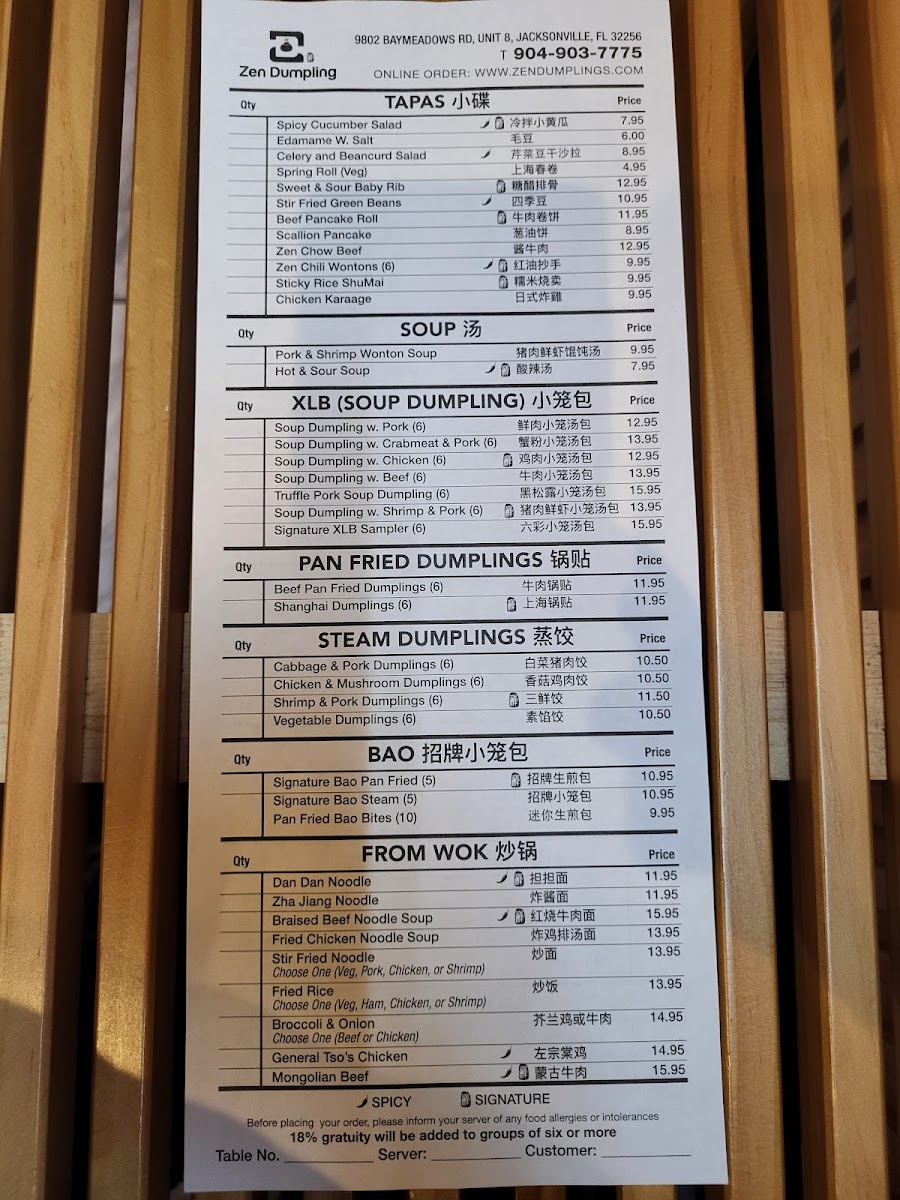 Zen Dumpling
9802 BAYMEADOWS RD, UNIT 8, JACKSONVILLE, FL 32256
T 904-903-7775
ONLINE ORDER: WWW.ZENDUMPLINGS.COM
Qty TAPAS 小碟 Price
Spicy Cucumber Salad 冷拌小黄瓜 7.95
Edamame W. Salt 毛豆 6.00
Celery and Beancurd Salad 芹菜豆干沙拉 8.95
Spring Roll (Veg) 上海春卷 4.95
Sweet & Sour Baby Rib 糖醋排骨 12.95
Stir Fried Green Beans 四季豆 10.95
Beef Pancake Roll 牛肉卷饼 11.95
Scallion Pancake 葱油饼 8.95
Zen Chow Beef 酱牛肉 12.95
Zen Chili Wontons (6) 红油抄手 9.95
Sticky Rice ShuMai 糯米烧卖 9.95
Chicken Karaage 日式炸雞 9.95
Qty SOUP 汤 Price
Pork & Shrimp Wonton Soup 猪肉鲜虾馄饨汤 9.95
Hot & Sour Soup 酸辣汤 7.95
Qty XLB (SOUP DUMPLING) 小笼包 Price
Soup Dumpling w. Pork (6) 鲜肉小笼汤包 12.95
Soup Dumpling w. Crabmeat & Pork (6) 蟹粉小笼汤包 13.95
Soup Dumpling w. Chicken (6) 鸡肉小笼汤包 12.95
Soup Dumpling w. Beef (6) 牛肉小笼汤包 13.95
Truffle Pork Soup Dumpling (6) 黑松露小笼汤包 15.95
Soup Dumpling w. Shrimp & Pork (6) 猪肉鲜虾小笼汤包 13.95
Signature XLB Sampler (6) 六彩小笼汤包 15.95
Qty PAN FRIED DUMPLINGS 锅贴 Price
Beef Pan Fried Dumplings (6) 牛肉锅贴 11.95
Shanghai Dumplings (6) 上海锅贴 11.95
Qty STEAM DUMPLINGS 蒸饺 Price
Cabbage & Pork Dumplings (6) 白菜猪肉饺 10.50
Chicken & Mushroom Dumplings (6) 香菇鸡肉饺 10.50
Shrimp & Pork Dumplings (6) 三鲜饺 11.50
Vegetable Dumplings (6) 素馅饺 10.50
Qty BAO 招牌小笼包 Price
Signature Bao Pan Fried (5) 招牌生煎包 10.95
Signature Bao Steam (5) 招牌小笼包 10.95
Pan Fried Bao Bites (10) 迷你生煎包 9.95
Qty FROM WOK 炒锅 Price
Dan Dan Noodle 担担面 11.95
Zha Jiang Noodle 炸酱面 11.95
Braised Beef Noodle Soup 红烧牛肉面 15.95
Fried Chicken Noodle Soup 炸鸡排汤面 13.95
Stir Fried Noodle 炒面 13.95
Choose One (Veg, Pork, Chicken, or Shrimp)
Fried Rice 炒饭 13.95
Choose One (Veg, Ham, Chicken, or Shrimp)
Broccoli & Onion 芥兰鸡或牛肉 14.95
Choose One (Beef or Chicken)
General Tso's Chicken 左宗棠鸡 14.95
Mongolian Beef 蒙古牛肉 15.95
SPICY SIGNATURE
Before placing your order, please inform your server of any food allergies or intolerances
18% gratuity will be added to groups of six or more
Table No. Server: Customer: